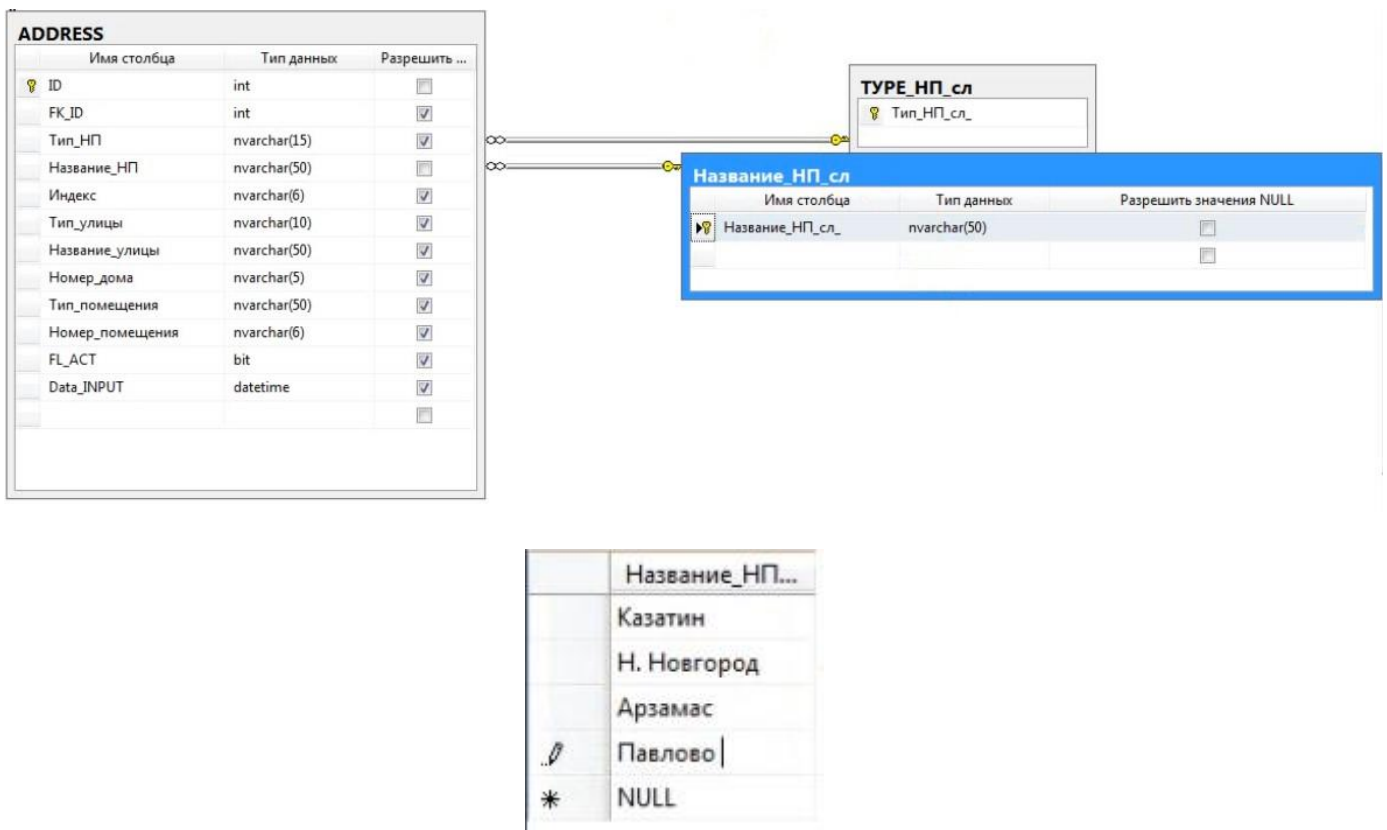 ADDRESS
Имя столбца Тип данных Разрешить ...
ID int
FK_ID int
Тип_НП nvarchar(15)
Название_НП nvarchar(50)
Индекс nvarchar(6)
Тип_улицы nvarchar(10)
Название_улицы nvarchar(50)
Номер_дома nvarchar(5)
Тип_помещения nvarchar(50)
Номер_помещения nvarchar(6)
FL_ACT bit
Data_INPUT datetime
TYPE_НП_сл
Тип_НП_сл_
Название_НП_сл
Имя столбца Тип данных Разрешить значения NULL
Название_НП_сл_ nvarchar(50)
Название_НП...
Казатин
Н. Новгород
Арзамас
Павлово
NULL